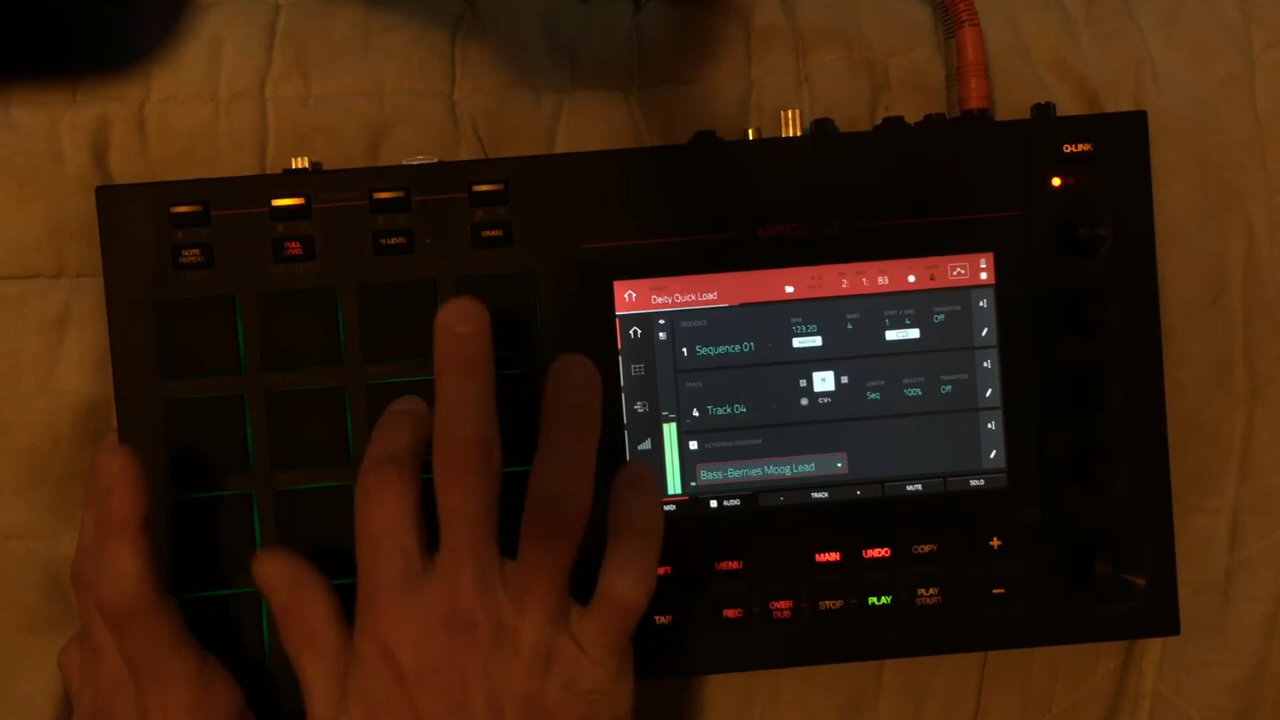 Q-LINK
NOTE
REPEAT
FULL
LEVEL
16 LEVEL
ERASE
Deity Quick Load
2: 1: 83
SEQUENCE
BPM
BARS
START / END
TRANSPOSE
1 Sequence 01
123.20
4
1 4
Off
TRACK
LENGTH
VELOCITY
TRANSPOSE
4 Track 04
CV1
Seq
100%
Off
Bass-Bernies Moog Lead
MIDI
AUDIO
- TRACK +
MUTE
SOLO
MENU
MAIN
UNDO
COPY
+
TAP
REC
OVER
DUB
STOP
PLAY
PLAY
START
−